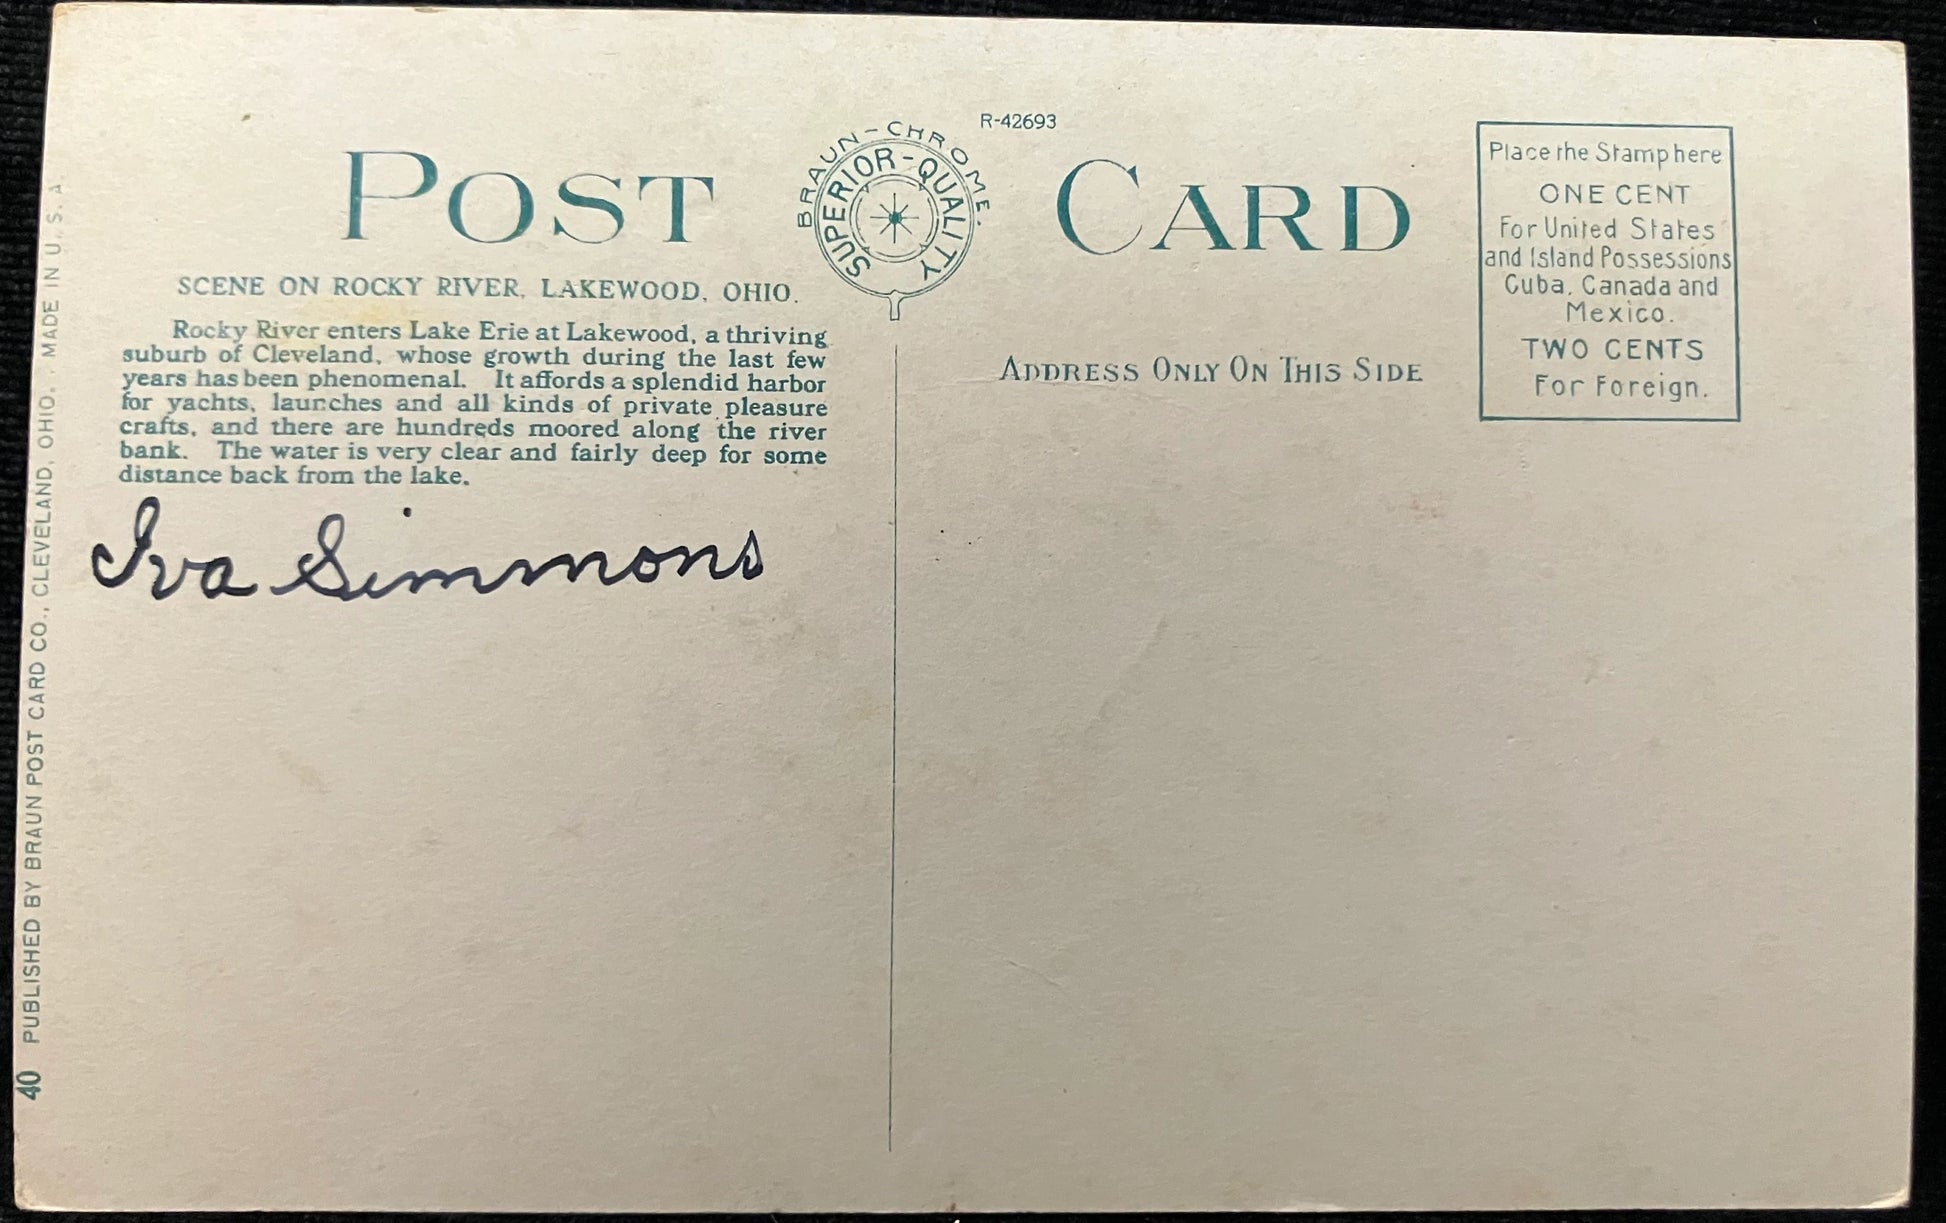 R-42693
POST CARD
BRAUN-CHROME.
SUPERIOR-QUALITY
SCENE ON ROCKY RIVER, LAKEWOOD, OHIO.
Rocky River enters Lake Erie at Lakewood, a thriving
suburb of Cleveland, whose growth during the last few
years has been phenomenal. It affords a splendid harbor
for yachts, launches and all kinds of private pleasure
crafts, and there are hundreds moored along the river
bank. The water is very clear and fairly deep for some
distance back from the lake.
Iva Simmons
ADDRESS ONLY ON THIS SIDE
Place the Stamp here
ONE CENT
For United States
and Island Possessions
Cuba, Canada and
Mexico.
TWO CENTS
For Foreign.
40 PUBLISHED BY BRAUN POST CARD CO., CLEVELAND, OHIO. MADE IN U. S. A.